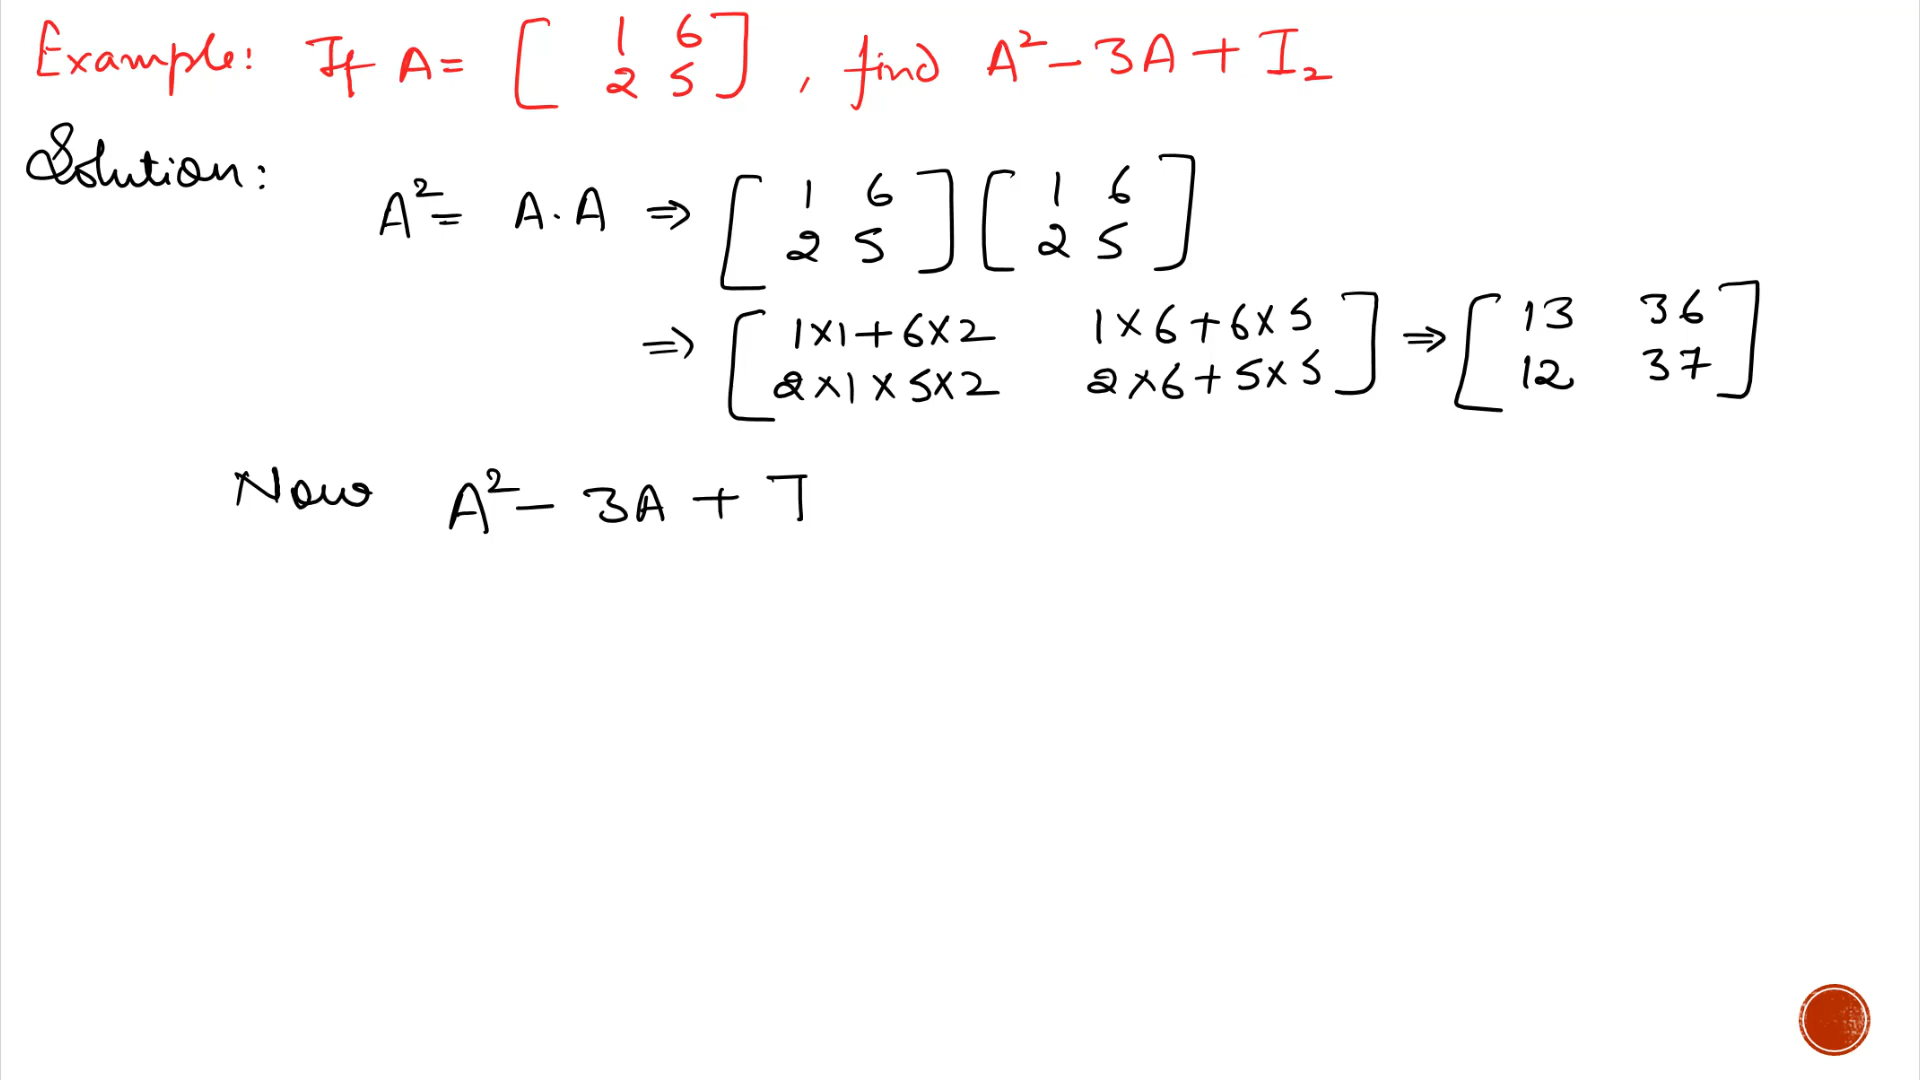 Example: If A = [ 1 6 ] , find A² - 3A + I₂
2 5
Solution:
A² = A . A ⇒ [ 1 6 ] [ 1 6 ]
2 5 2 5
⇒ [ 1×1+6×2 1×6+6×5 ] ⇒ [ 13 36 ]
2×1×5×2 2×6+5×5 12 37
Now A² - 3A + I